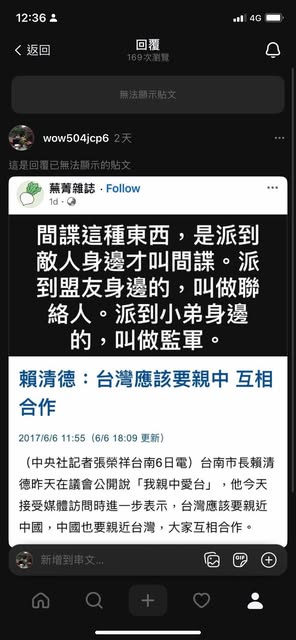 12:36
4G
返回
回覆
169次瀏覽
無法顯示貼文
wow504jcp6 2天
這是回覆已無法顯示的貼文
蕪菁雜誌 · Follow
1d ·
間諜這種東西,是派到
敵人身邊才叫間諜。派
到盟友身邊的,叫做聯
絡人。派到小弟身邊
的,叫做監軍。
賴清德:台灣應該要親中 互相
合作
2017/6/6 11:55(6/6 18:09 更新)
(中央社記者張榮祥台南6日電)台南市長賴清
德昨天在議會公開說「我親中愛台」,他今天
接受媒體訪問時進一步表示,台灣應該要親近
中國,中國也要親近台灣,大家互相合作。
新增到串文...
GIF